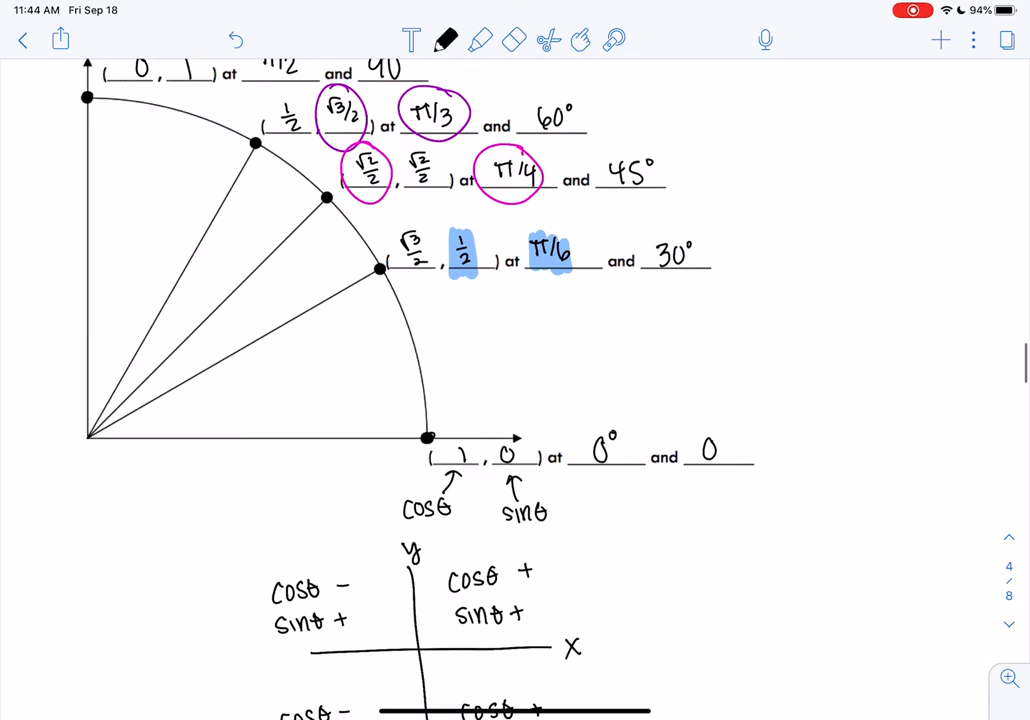 11:44 AM Fri Sep 18 94%
T
( 0 , 1 ) at π/2 and 90
( 1/2 , √3/2 ) at π/3 and 60°
( √2/2 , √2/2 ) at π/4 and 45°
( √3/2 , 1/2 ) at π/6 and 30°
( 1 , 0 ) at 0° and 0
cosθ sinθ
y
cosθ − cosθ +
sinθ + sinθ +
x
cosθ − cosθ +
4
/
8